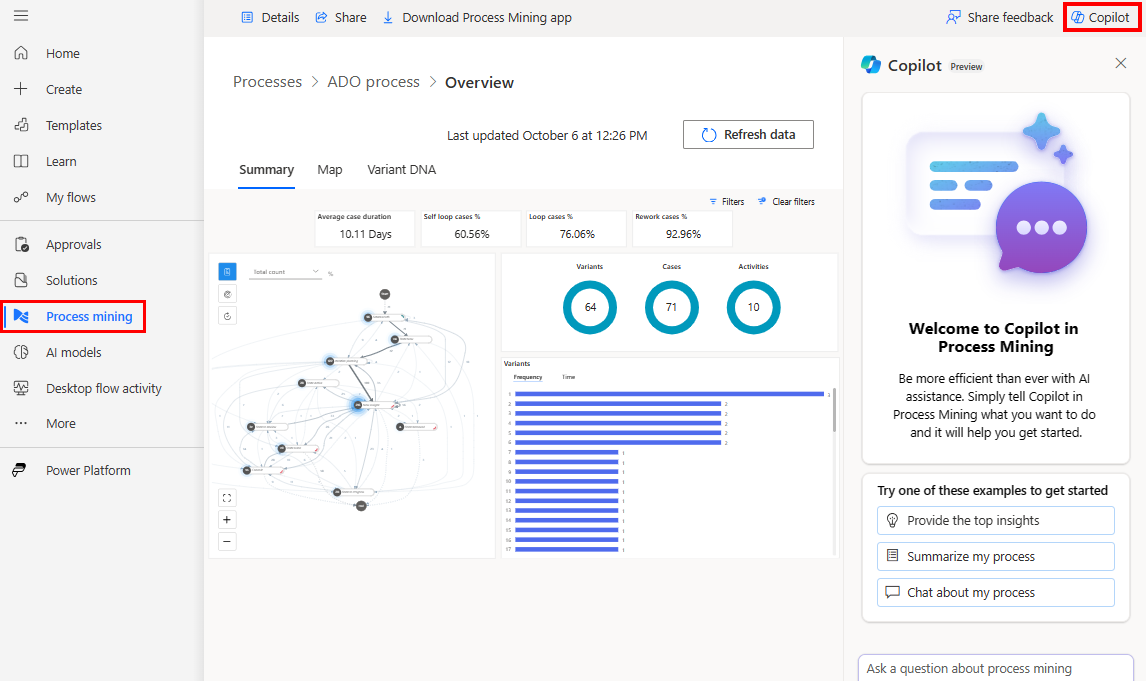 Details
Share
Download Process Mining app
Share feedback
Copilot
Home
Create
Templates
Learn
My flows
Approvals
Solutions
Process mining
AI models
Desktop flow activity
More
Power Platform
Processes > ADO process > Overview
Last updated October 6 at 12:26 PM
Refresh data
Summary
Map
Variant DNA
Filters
Clear filters
Average case duration
10.11 Days
Self loop cases %
60.56%
Loop cases %
76.06%
Rework cases %
92.96%
Total count
%
Variants
64
Cases
71
Activities
10
Variants
Frequency
Time
1
3
2
2
3
2
4
2
5
2
6
2
7
1
8
1
9
1
10
1
11
1
12
1
13
1
14
1
15
1
16
1
17
1
Copilot Preview
Welcome to Copilot in
Process Mining
Be more efficient than ever with AI
assistance. Simply tell Copilot in
Process Mining what you want to do
and it will help you get started.
Try one of these examples to get started
Provide the top insights
Summarize my process
Chat about my process
Ask a question about process mining